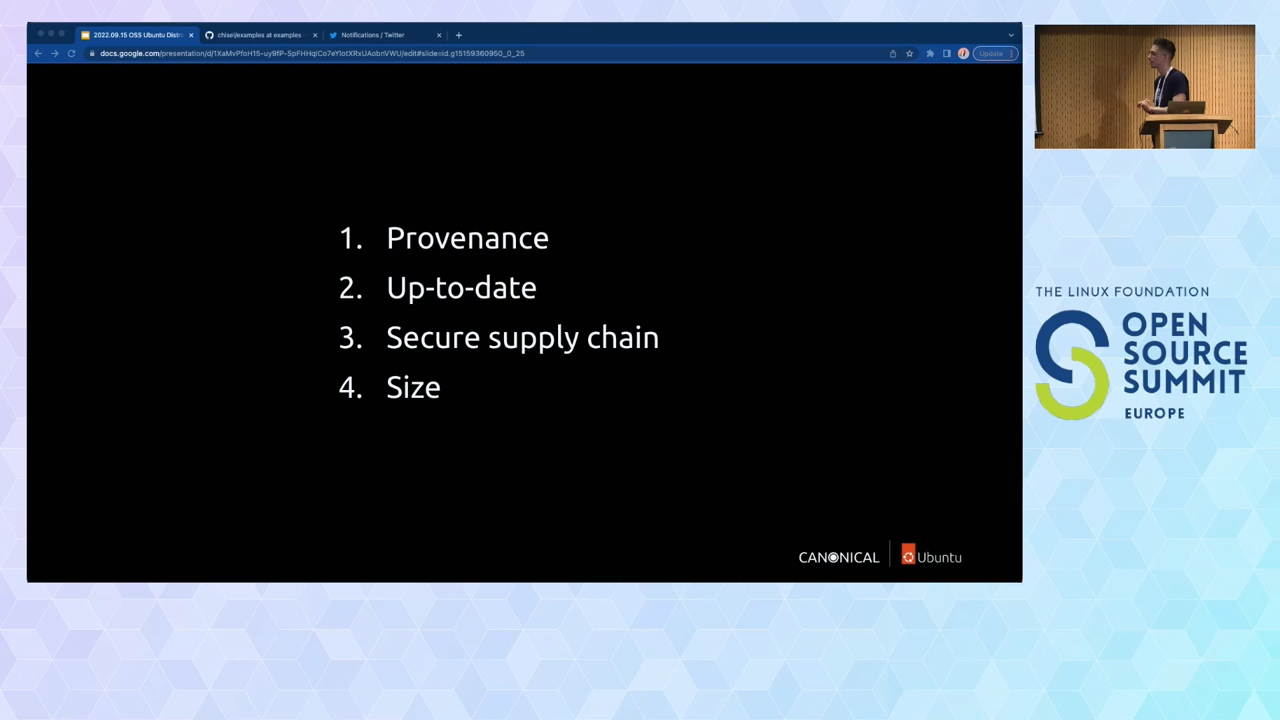 2022.09.15 OSS Ubuntu Distro
chisel/examples at examples
Notifications / Twitter
Update
1. Provenance
2. Up-to-date
3. Secure supply chain
4. Size
CANONICAL
Ubuntu
THE LINUX FOUNDATION
OPEN
SOURCE
SUMMIT
EUROPE